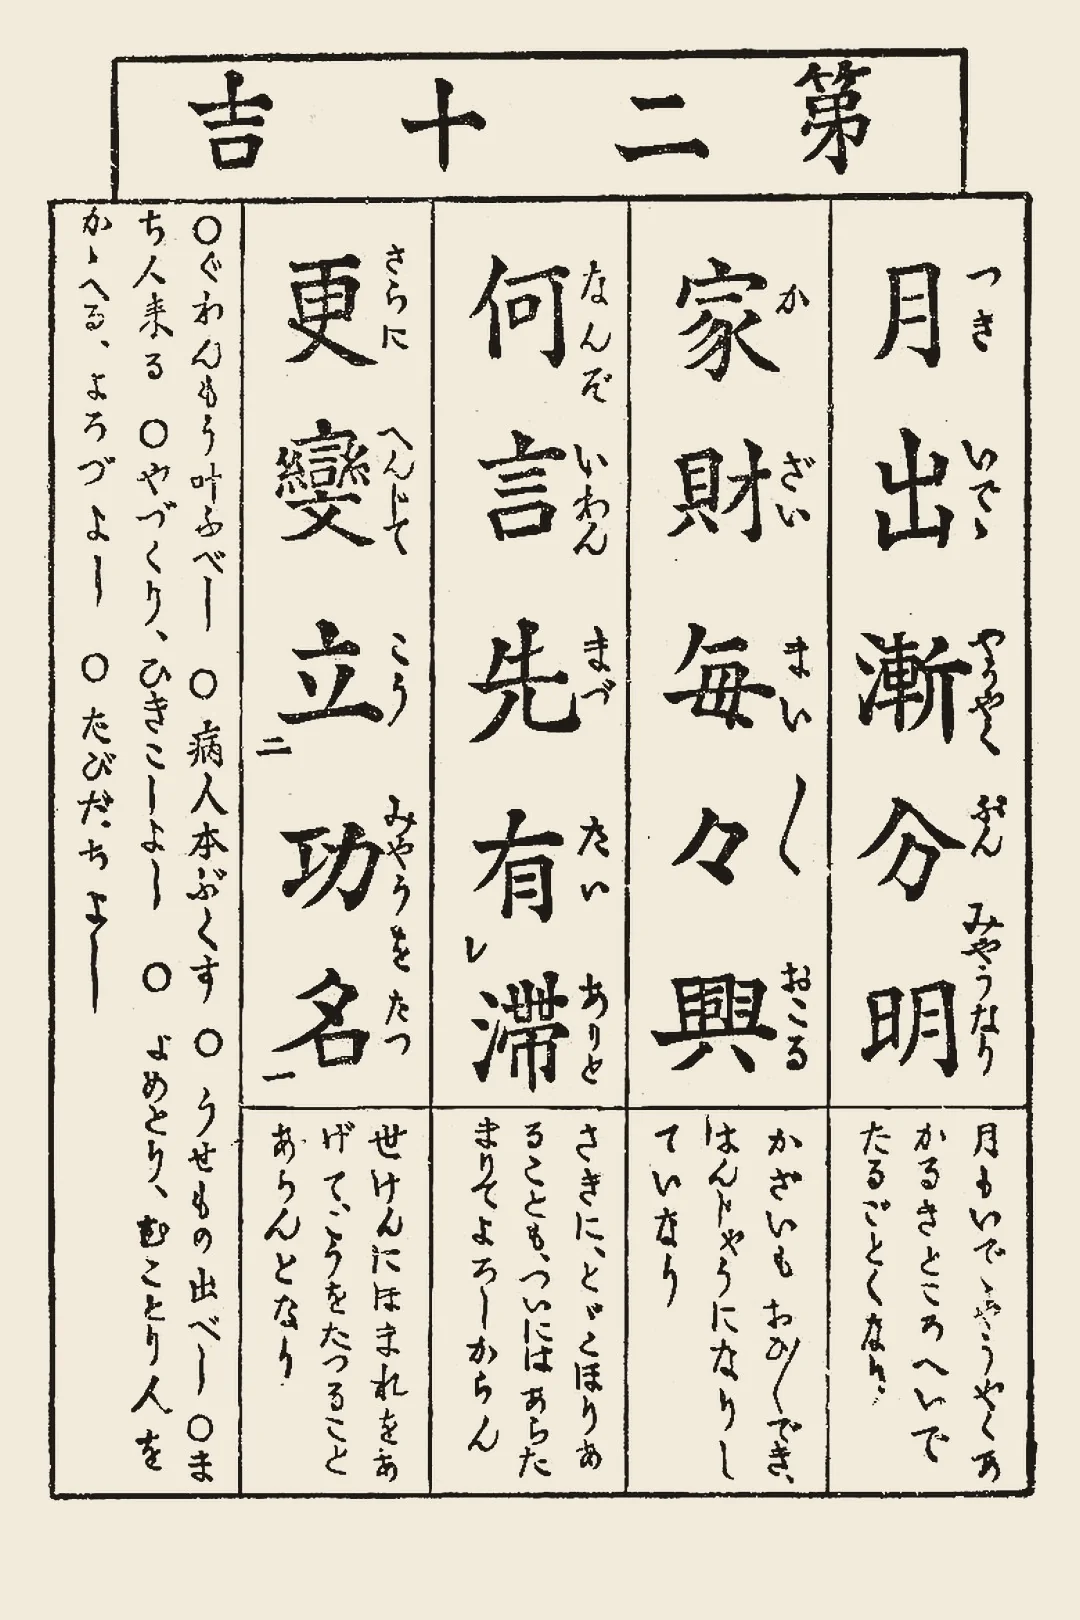 第二十吉
月出漸分明
つき いでゝ やうやく ぶん みやうなり
月もいでゝやうやくあ
かるきところへいで
たるごとくなり
家財毎々興
か ざい まい〱 おこる
かざいもおお〱でき、
はんじやうになりし
ていなり
何言先有レ滞
なんぞ いわん まづ たい ありと
さきに、とゞこほりあ
ることも、ついにはあらた
まりてよろしからん
更變立二功名一
さらに へんじて こう みやうを たつ
世けんにほまれをあ
げて、こうをたつること
あらんとなり
○ぐわんもう叶ふべし ○病人本ぶくす ○うせもの出べし ○ま
ち人来る ○やづくり、ひきこしよし ○よめとり、むことり人を
かゝへる、よろづよし ○たびだちよし